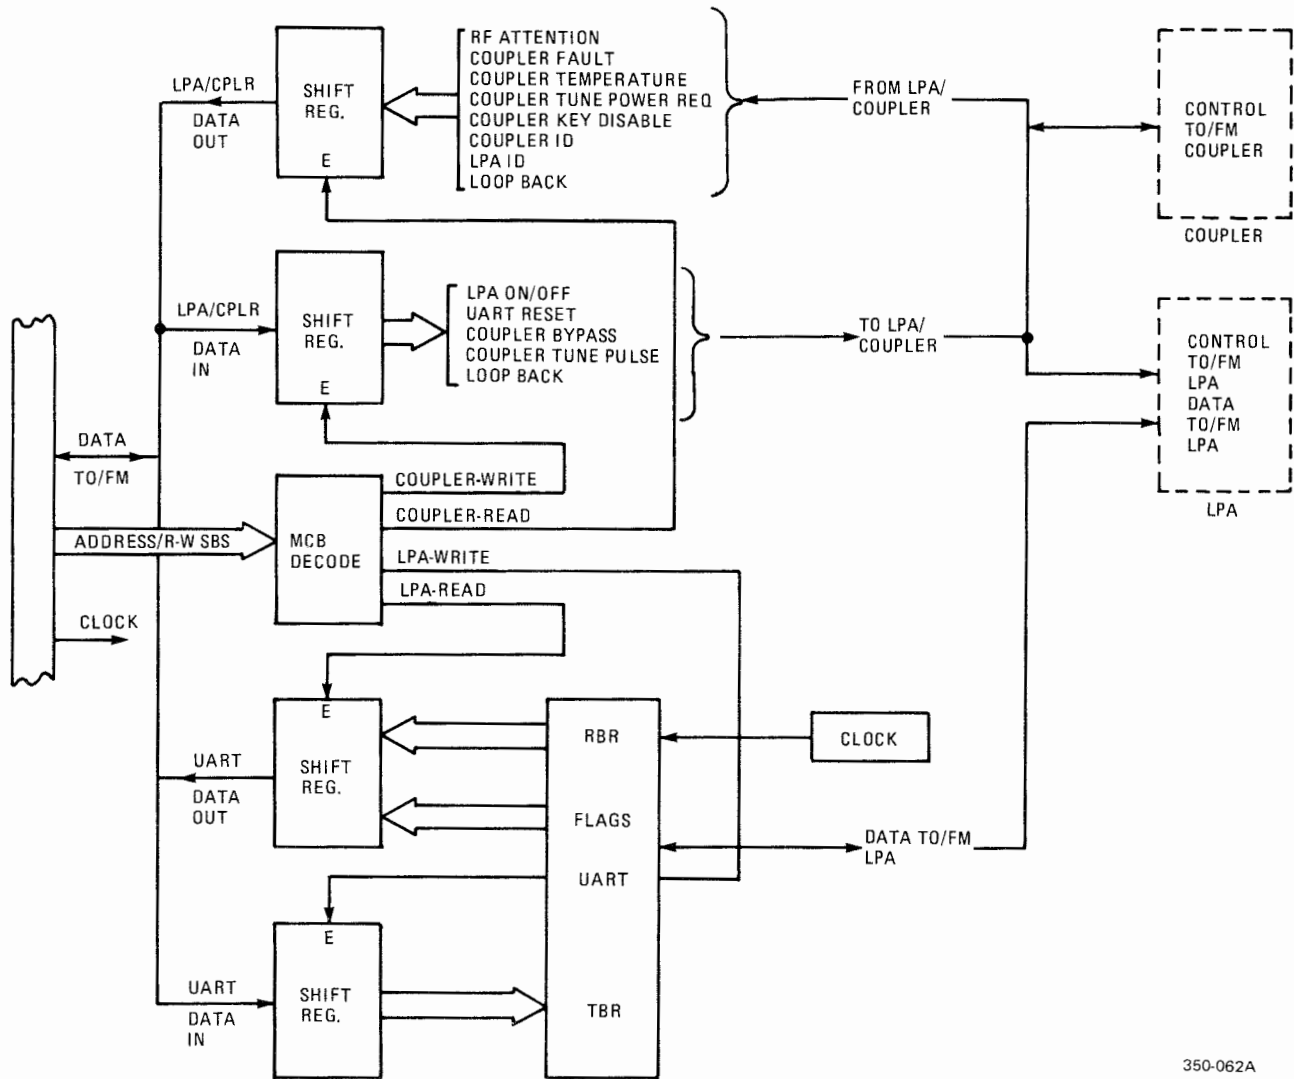 LPA/CPLR
DATA
OUT
SHIFT
REG.
E
RF ATTENTION
COUPLER FAULT
COUPLER TEMPERATURE
COUPLER TUNE POWER REQ
COUPLER KEY DISABLE
COUPLER ID
LPA ID
LOOP BACK
FROM LPA/
COUPLER
CONTROL
TO/FM
COUPLER
COUPLER
LPA/CPLR
DATA
IN
SHIFT
REG.
E
LPA ON/OFF
UART RESET
COUPLER BYPASS
COUPLER TUNE PULSE
LOOP BACK
TO LPA/
COUPLER
CONTROL
TO/FM
LPA
DATA
TO/FM
LPA
LPA
DATA
TO/FM
ADDRESS/R-W SBS
CLOCK
MCB
DECODE
COUPLER-WRITE
COUPLER-READ
LPA-WRITE
LPA-READ
UART
DATA
OUT
E
SHIFT
REG.
RBR
FLAGS
UART
TBR
CLOCK
DATA TO/FM
LPA
UART
DATA
IN
E
SHIFT
REG.
350-062A